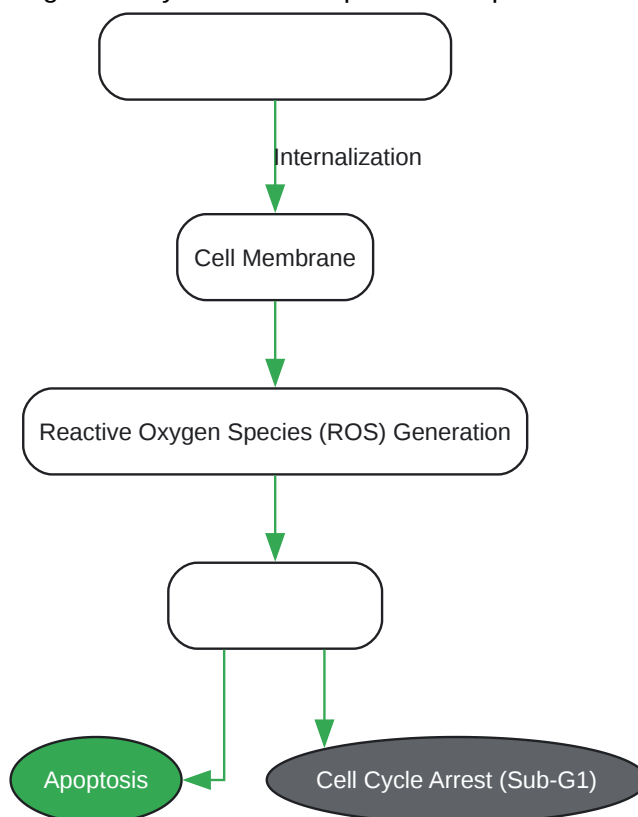 Internalization
Cell Membrane
Reactive Oxygen Species (ROS) Generation
Apoptosis
Cell Cycle Arrest (Sub-G1)